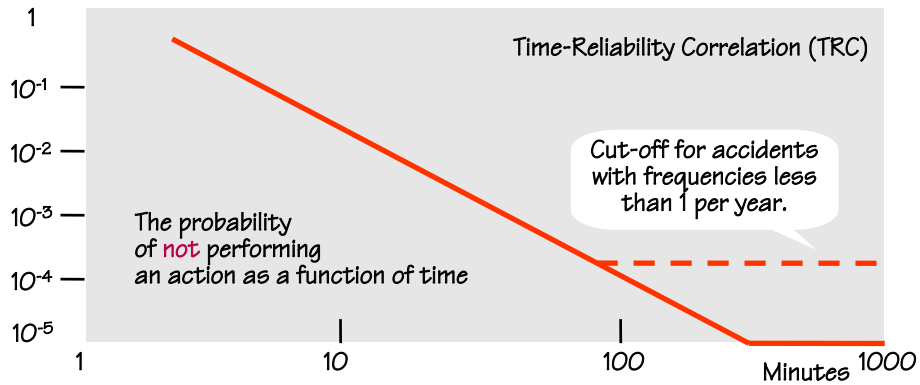 1
Time-Reliability Correlation (TRC)
10-1
Cut-off for accidents
10-2
with frequencies less
than 1 per year.
10-3
The probability
of not performing
an action as a function of time
10-4
10-5
1
10
100
1000
Minutes